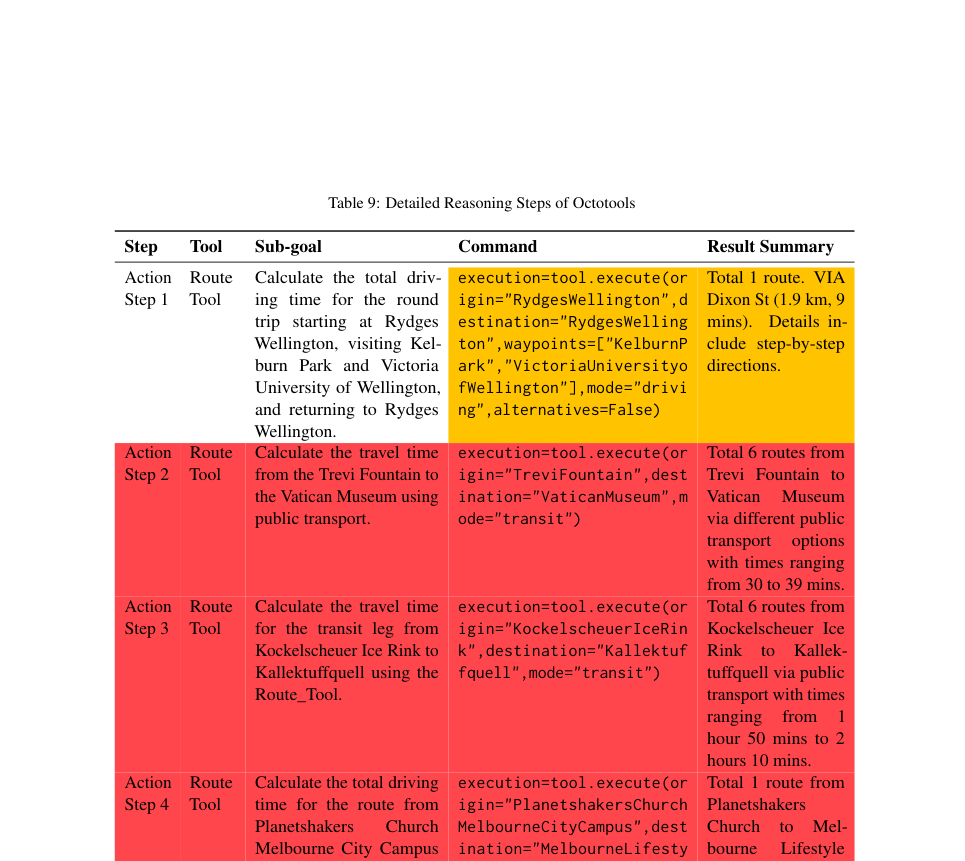 Table 9: Detailed Reasoning Steps of Octotools
Step Tool Sub-goal Command Result Summary
Action
Step 1
Route
Tool
Calculate the total driv-
ing time for the round
trip starting at Rydges
Wellington, visiting Kel-
burn Park and Victoria
University of Wellington,
and returning to Rydges
Wellington.
execution=tool.execute(or
igin="RydgesWellington",d
estination="RydgesWelling
ton",waypoints=["KelburnP
ark","VictoriaUniversityo
fWellington"],mode="drivi
ng",alternatives=False)
Total 1 route. VIA
Dixon St (1.9 km, 9
mins). Details in-
clude step-by-step
directions.
Action
Step 2
Route
Tool
Calculate the travel time
from the Trevi Fountain to
the Vatican Museum using
public transport.
execution=tool.execute(or
igin="TreviFountain",dest
ination="VaticanMuseum",m
ode="transit")
Total 6 routes from
Trevi Fountain to
Vatican Museum
via different public
transport options
with times ranging
from 30 to 39 mins.
Action
Step 3
Route
Tool
Calculate the travel time
for the transit leg from
Kockelscheuer Ice Rink to
Kallektuffquell using the
Route_Tool.
execution=tool.execute(or
igin="KockelscheuerIceRin
k",destination="Kallektuf
fquell",mode="transit")
Total 6 routes from
Kockelscheuer Ice
Rink to Kallek-
tuffquell via public
transport with times
ranging from 1
hour 50 mins to 2
hours 10 mins.
Action
Step 4
Route
Tool
Calculate the total driving
time for the route from
Planetshakers Church
Melbourne City Campus
execution=tool.execute(or
igin="PlanetshakersChurch
MelbourneCityCampus",dest
ination="MelbourneLifesty
Total 1 route from
Planetshakers
Church to Mel-
bourne Lifestyle